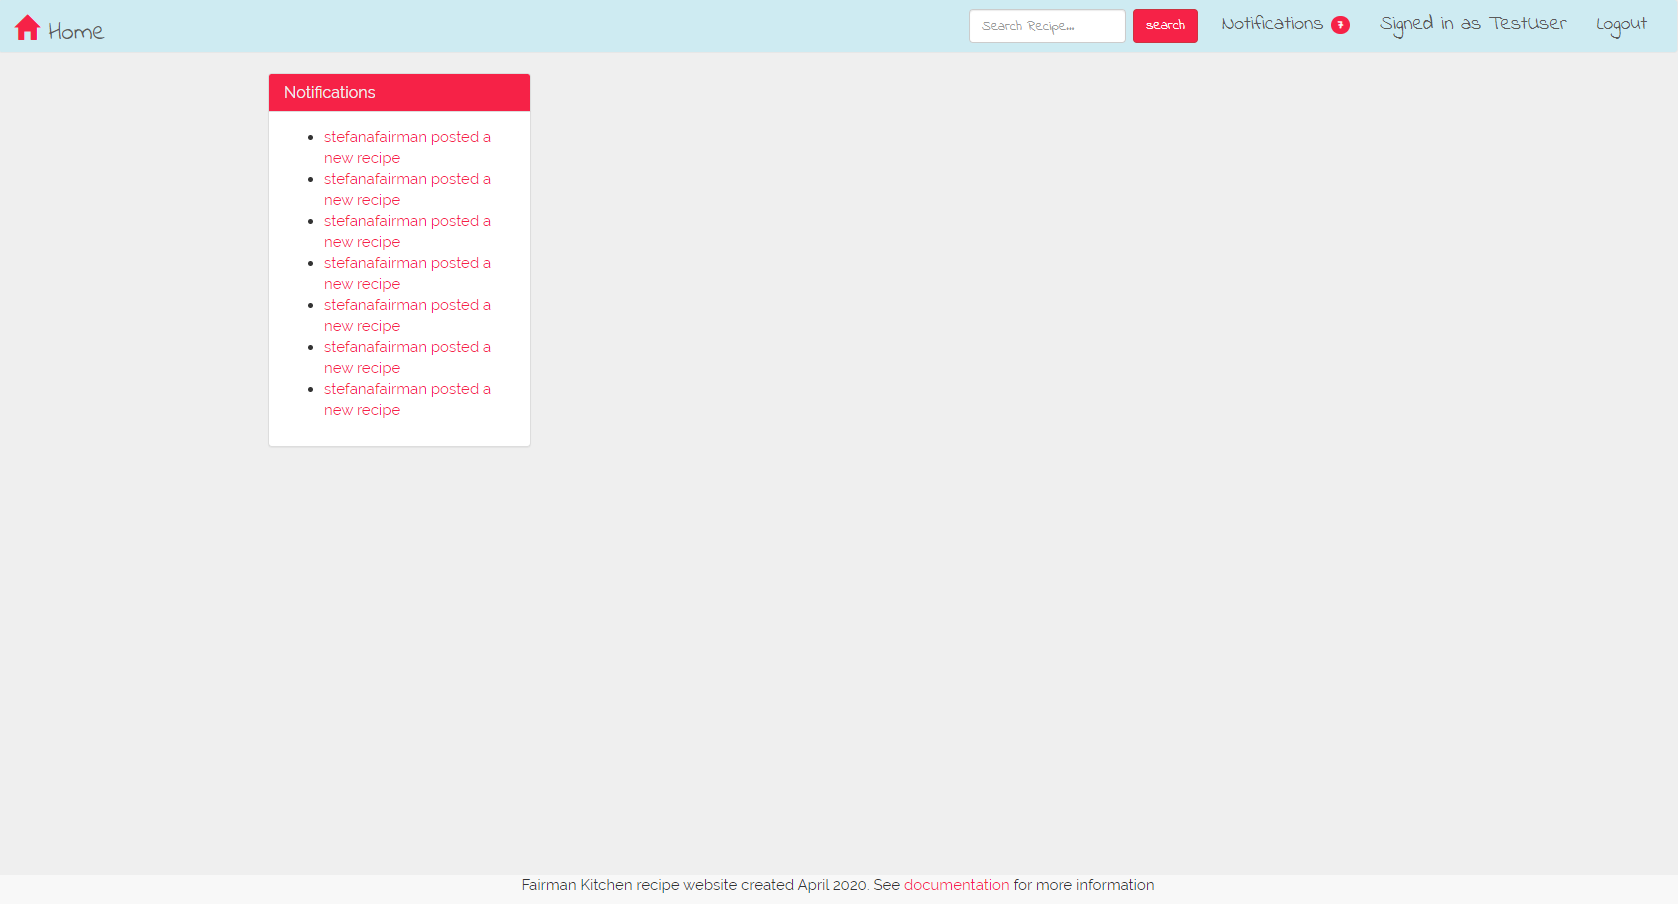 Home
Search Recipe...
search
Notifications 7
Signed in as TestUser
Logout
Notifications
stefanafairman posted a
new recipe
stefanafairman posted a
new recipe
stefanafairman posted a
new recipe
stefanafairman posted a
new recipe
stefanafairman posted a
new recipe
stefanafairman posted a
new recipe
stefanafairman posted a
new recipe
Fairman Kitchen recipe website created April 2020. See documentation for more information